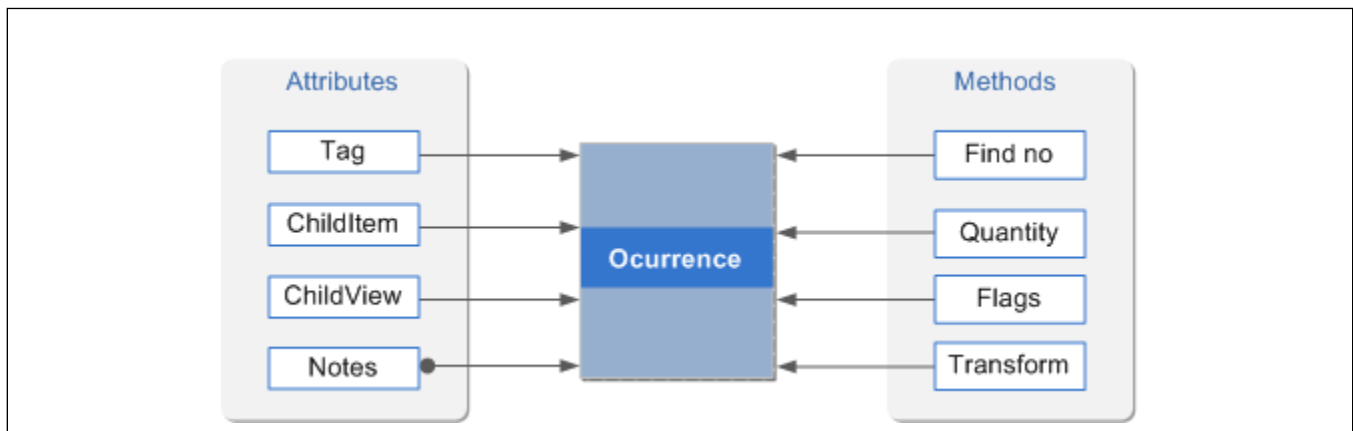 Attributes
Tag
ChildItem
ChildView
Notes
Ocurrence
Methods
Find no
Quantity
Flags
Transform